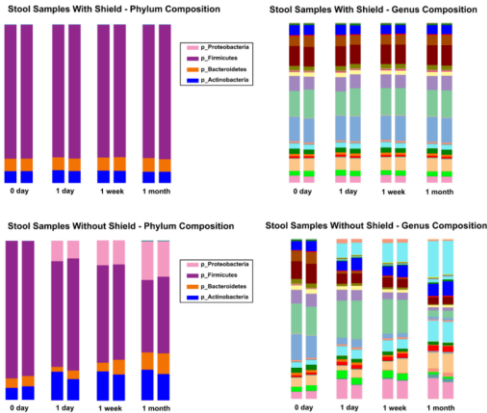 Stool Samples With Shield - Phylum Composition
p_Proteobacteria
p_Firmicutes
p_Bacteroidetes
p_Actinobacteria
0 day
1 day
1 week
1 month
Stool Samples With Shield - Genus Composition
0 day
1 day
1 week
1 month
Stool Samples Without Shield - Phylum Composition
p_Proteobacteria
p_Firmicutes
p_Bacteroidetes
p_Actinobacteria
0 day
1 day
1 week
1 month
Stool Samples Without Shield - Genus Composition
0 day
1 day
1 week
1 month